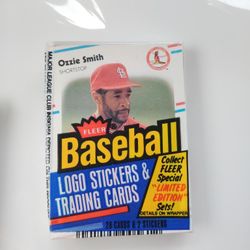 Ozzie Smith
SHORTSTOP
FLEER
Baseball
LOGO STICKERS &
TRADING CARDS
Collect
FLEER
Special
"LIMITED
EDITION"
Sets!
DETAILS ON WRAPPER
MAJOR LEAGUE CLUB INSIGNIA DEPICTED